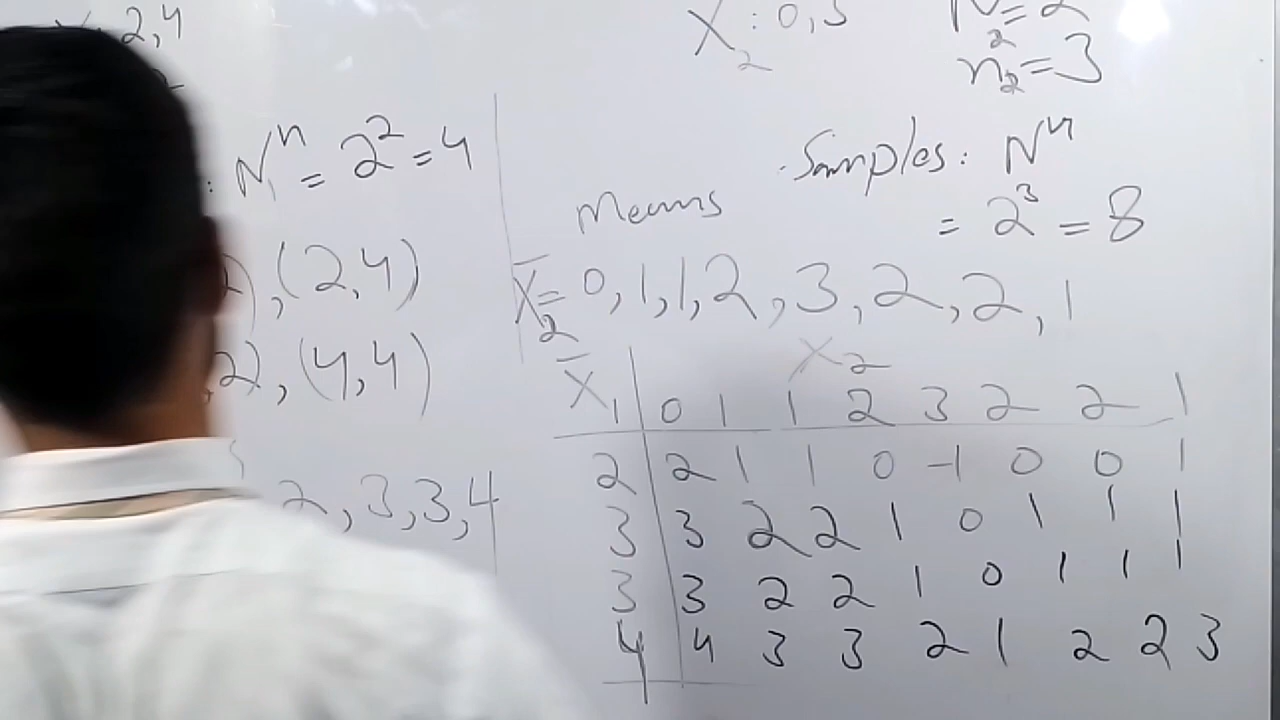 2,4
N₁ⁿ = 2² = 4
,(2,4)
,2),(4,4)
2,3,3,4
X₂ : 0,3
N₂ = 2
n₂ = 3
Samples: Nⁿ
= 2³ = 8
Means
X̄₂ = 0,1,1,2,3,2,2,1
X₂
X̄₁ 0 1 1 2 3 2 2 1
2 2 1 1 0 -1 0 0 1
3 3 2 2 1 0 1 1 1
3 3 2 2 1 0 1 1 1
4 4 3 3 2 1 2 2 3